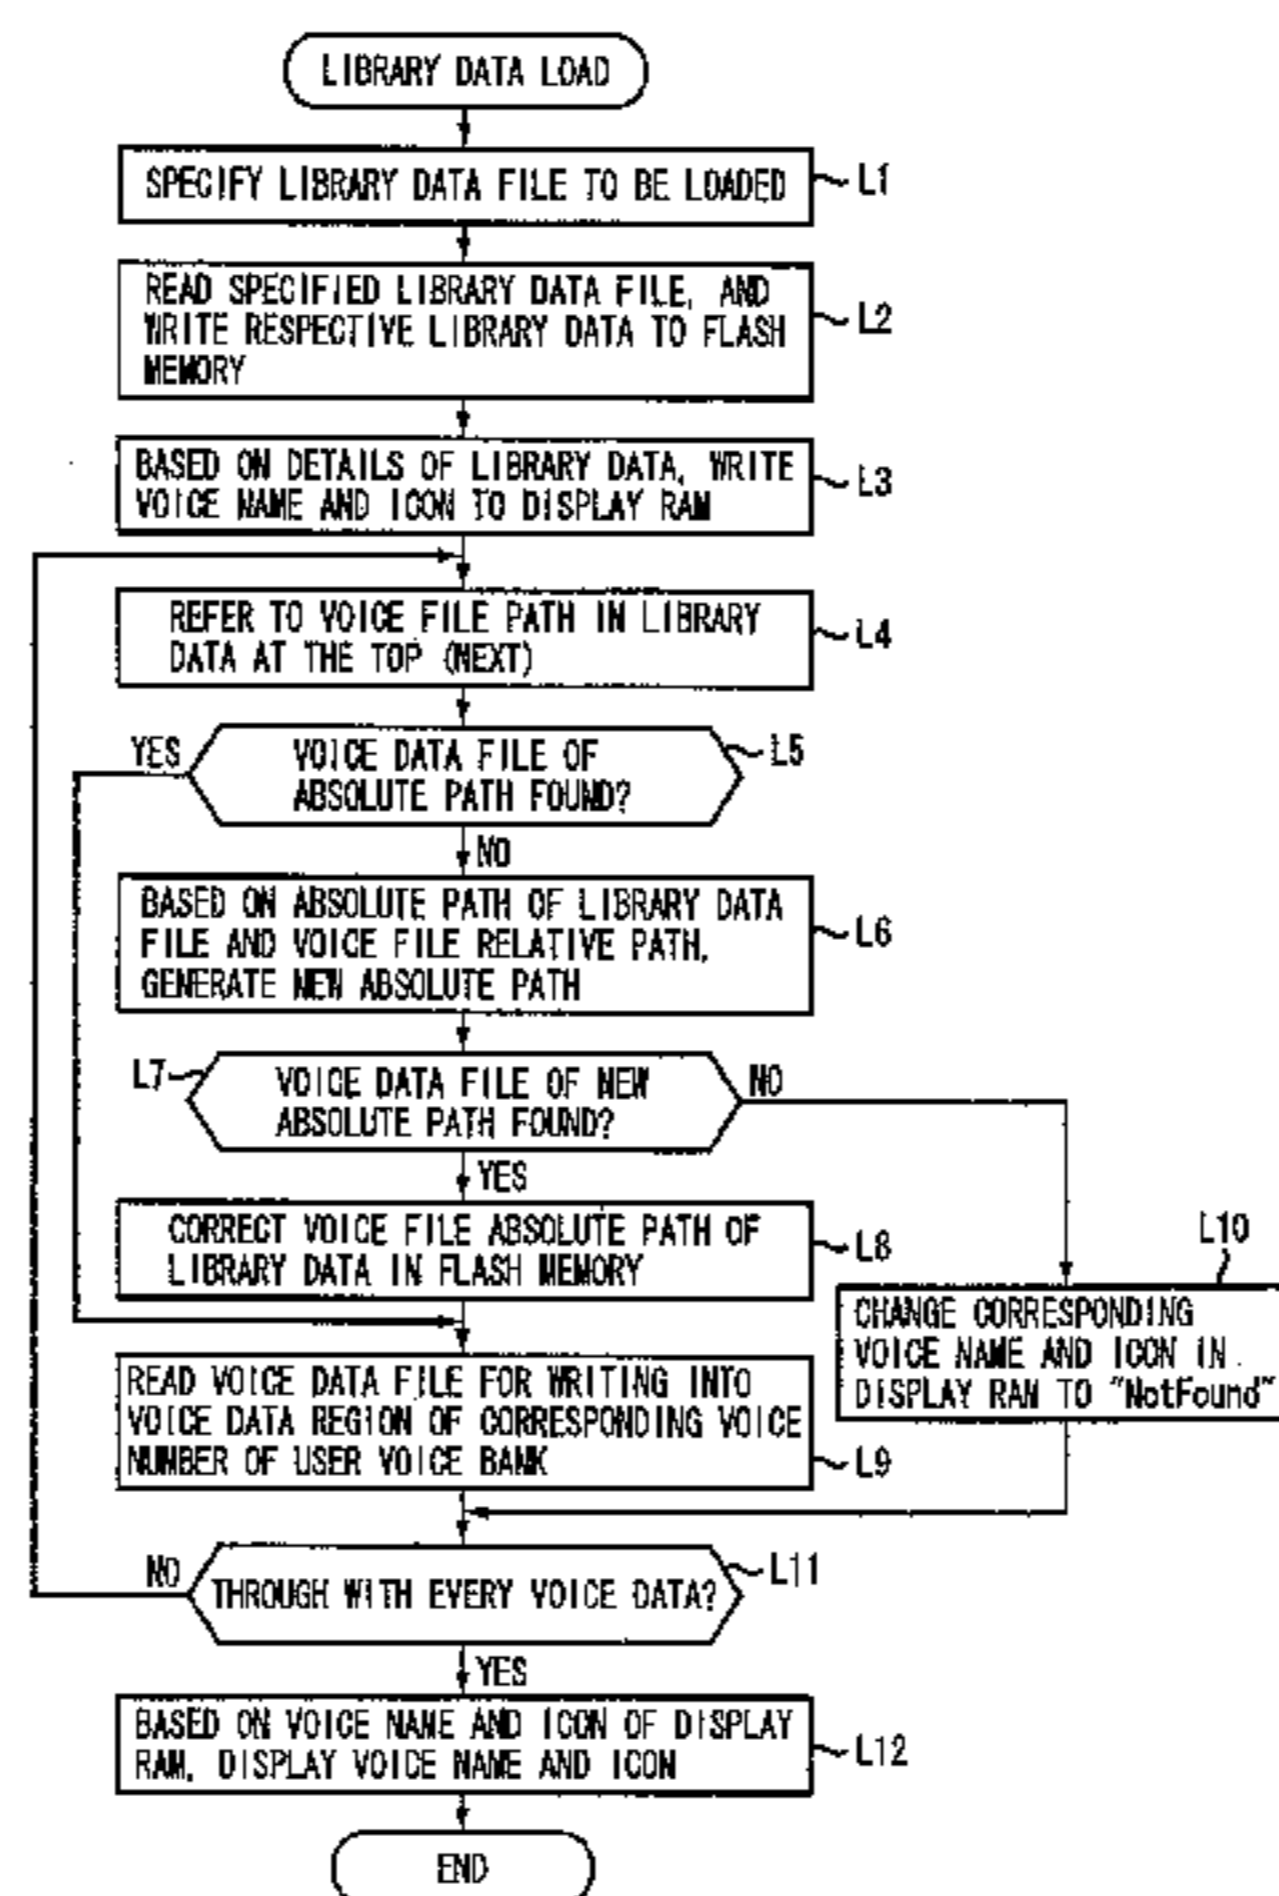 LIBRARY DATA LOAD
SPECIFY LIBRARY DATA FILE TO BE LOADED
L1
READ SPECIFIED LIBRARY DATA FILE, AND
WRITE RESPECTIVE LIBRARY DATA TO FLASH
MEMORY
L2
BASED ON DETAILS OF LIBRARY DATA, WRITE
VOICE NAME AND ICON TO DISPLAY RAM
L3
REFER TO VOICE FILE PATH IN LIBRARY
DATA AT THE TOP (NEXT)
L4
YES
VOICE DATA FILE OF
ABSOLUTE PATH FOUND?
L5
NO
BASED ON ABSOLUTE PATH OF LIBRARY DATA
FILE AND VOICE FILE RELATIVE PATH,
GENERATE NEW ABSOLUTE PATH
L6
L7
VOICE DATA FILE OF NEW
ABSOLUTE PATH FOUND?
NO
YES
CORRECT VOICE FILE ABSOLUTE PATH OF
LIBRARY DATA IN FLASH MEMORY
L8
L10
CHANGE CORRESPONDING
VOICE NAME AND ICON IN
DISPLAY RAM TO "NotFound"
READ VOICE DATA FILE FOR WRITING INTO
VOICE DATA REGION OF CORRESPONDING VOICE
NUMBER OF USER VOICE BANK
L9
NO
THROUGH WITH EVERY VOICE DATA?
L11
YES
BASED ON VOICE NAME AND ICON OF DISPLAY
RAM, DISPLAY VOICE NAME AND ICON
L12
END